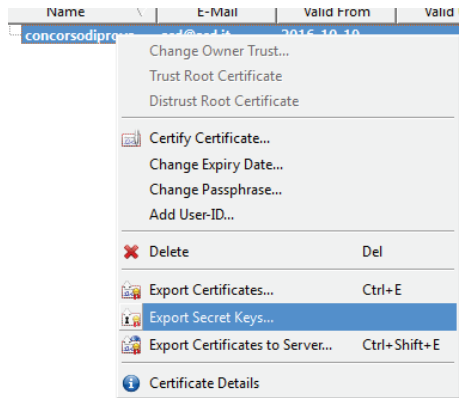 Name E-Mail Valid From Valid
concorsodiprova 2016-10-19
Change Owner Trust...
Trust Root Certificate
Distrust Root Certificate
Certify Certificate...
Change Expiry Date...
Change Passphrase...
Add User-ID...
Delete Del
Export Certificates... Ctrl+E
Export Secret Keys...
Export Certificates to Server... Ctrl+Shift+E
Certificate Details